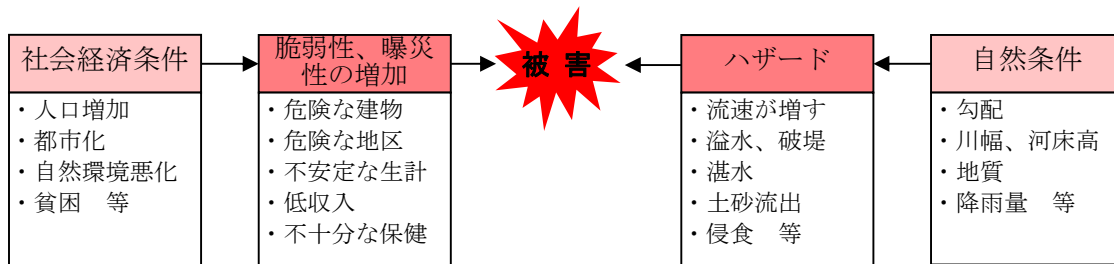 社会経済条件
・人口増加
・都市化
・自然環境悪化
・貧困　等
脆弱性、曝災
性の増加
・危険な建物
・危険な地区
・不安定な生計
・低収入
・不十分な保健
被 害
ハザード
・流速が増す
・溢水、破堤
・湛水
・土砂流出
・侵食　等
自然条件
・勾配
・川幅、河床高
・地質
・降雨量　等